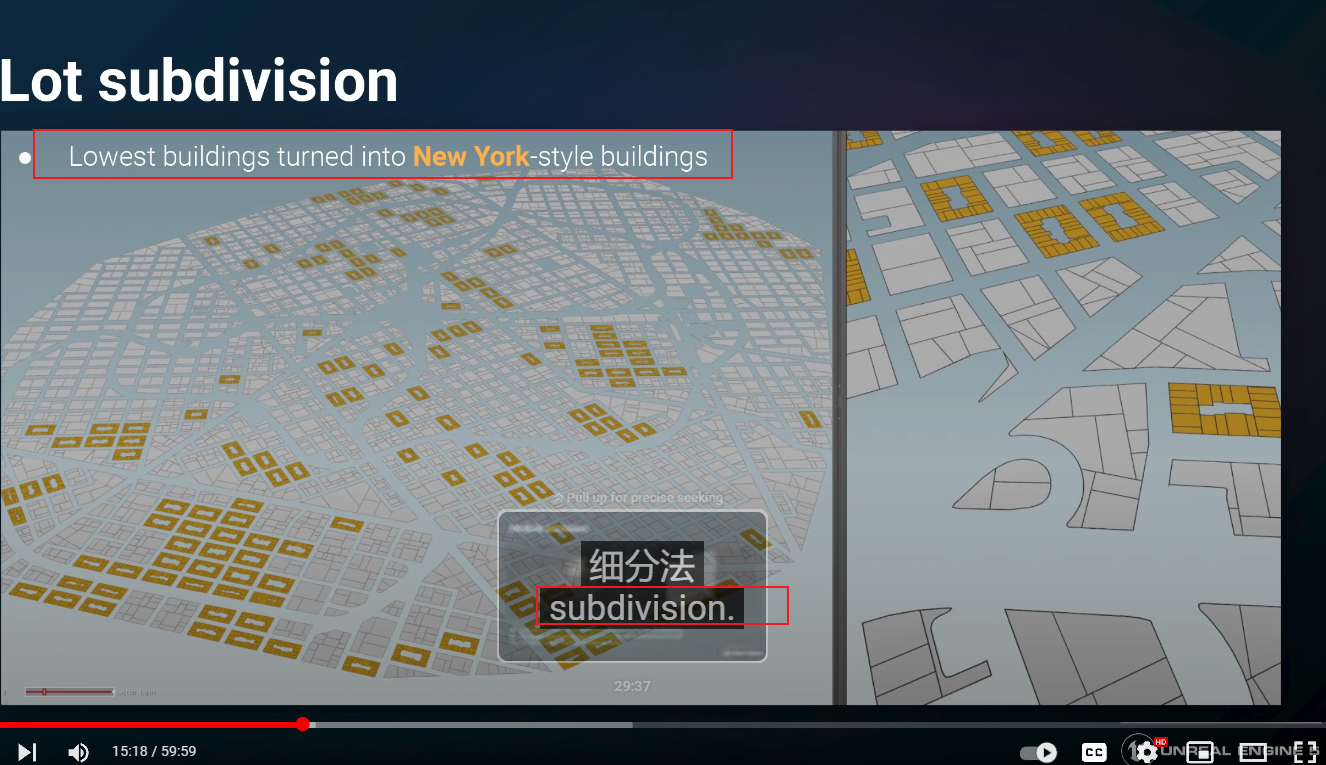 Lot subdivision
● Lowest buildings turned into New York-style buildings
Pull up for precise seeking
细分法
subdivision.
29:37
15:18 / 59:59
CC
HD
UNREAL ENGINE 5